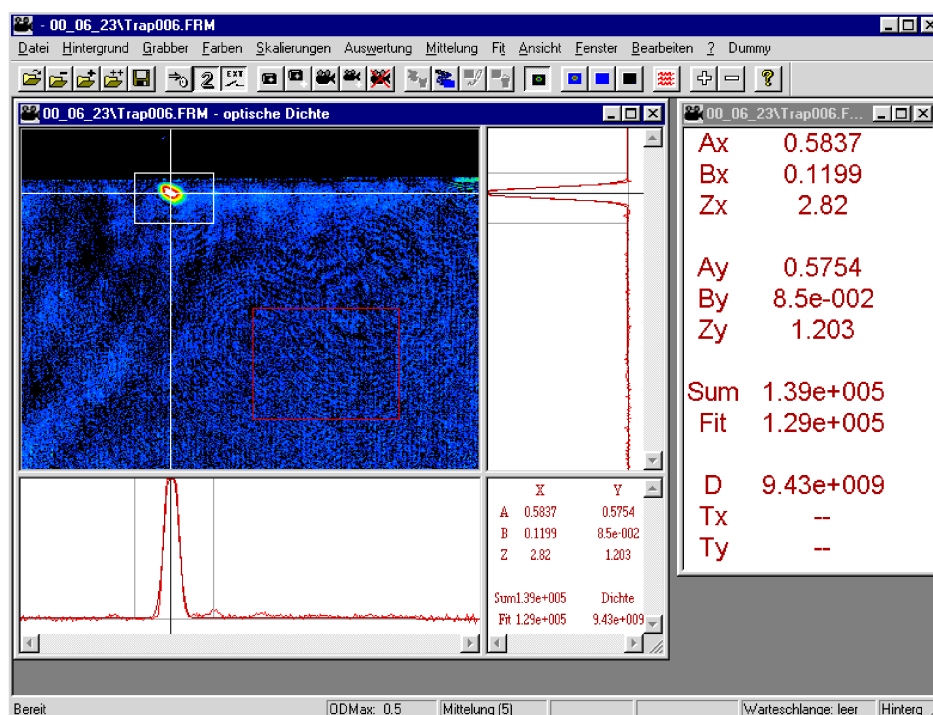 - 00_06_23\Trap006.FRM
Datei Hintergrund Grabber Farben Skalierungen Auswertung Mittelung Fit Ansicht Fenster Bearbeiten ? Dummy
2 EXT
00_06_23\Trap006.FRM - optische Dichte
X Y
A 0.5837 0.5754
B 0.1199 8.5e-002
Z 2.82 1.203
Sum1.39e+005 Dichte
Fit 1.29e+005 9.43e+009
00_06_23\Trap006.F...
Ax 0.5837
Bx 0.1199
Zx 2.82
Ay 0.5754
By 8.5e-002
Zy 1.203
Sum 1.39e+005
Fit 1.29e+005
D 9.43e+009
Tx --
Ty --
Bereit ODMax: 0.5 Mittelung (5) Warteschlange: leer Hinterg